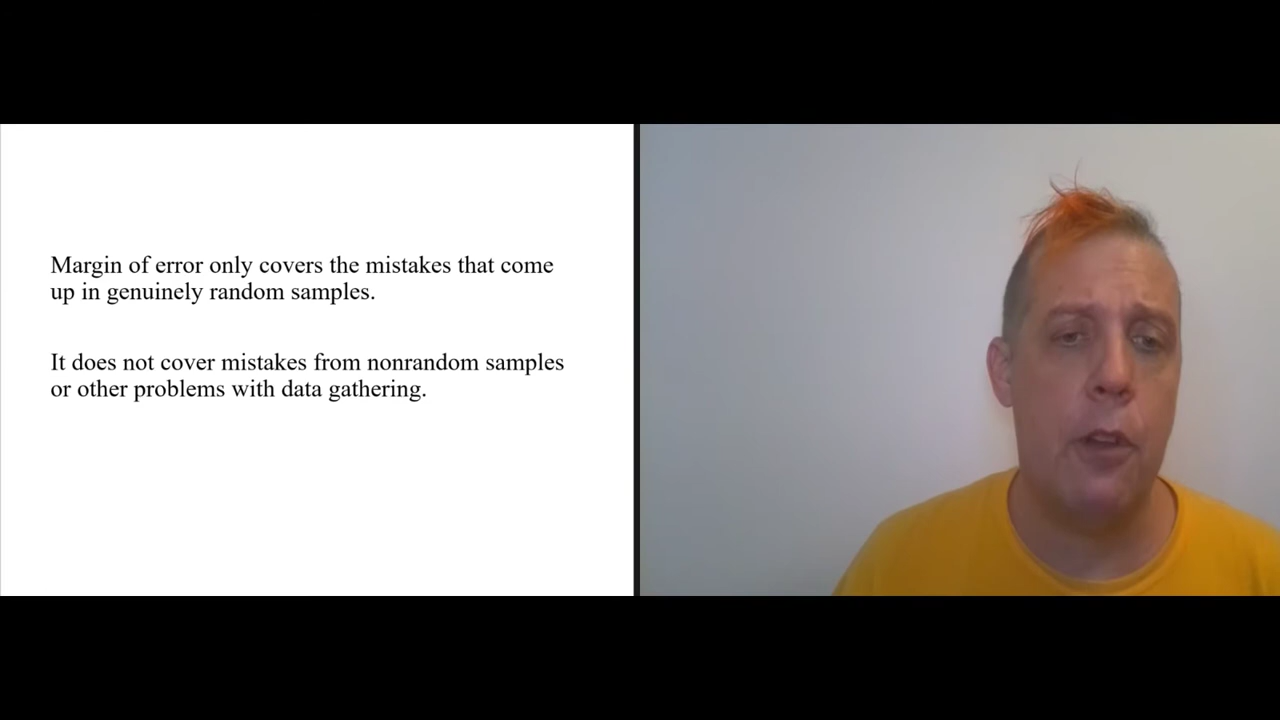 Margin of error only covers the mistakes that come
up in genuinely random samples.
It does not cover mistakes from nonrandom samples
or other problems with data gathering.